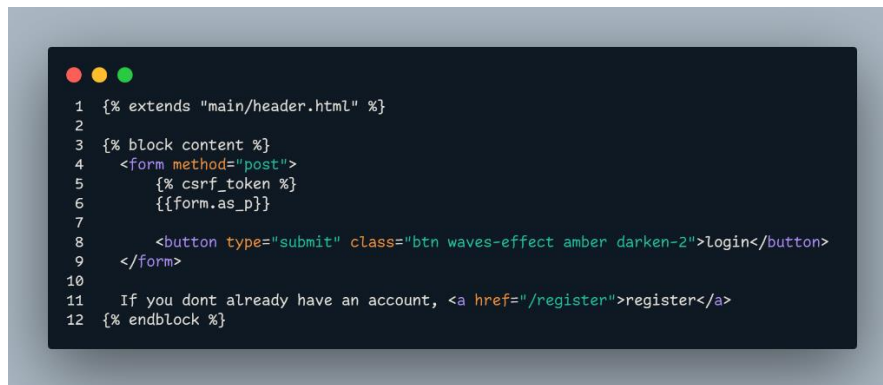 1 {% extends "main/header.html" %}
2
3 {% block content %}
4 <form method="post">
5 {% csrf_token %}
6 {{form.as_p}}
7
8 <button type="submit" class="btn waves-effect amber darken-2">login</button>
9 </form>
10
11 If you dont already have an account, <a href="/register">register</a>
12 {% endblock %}